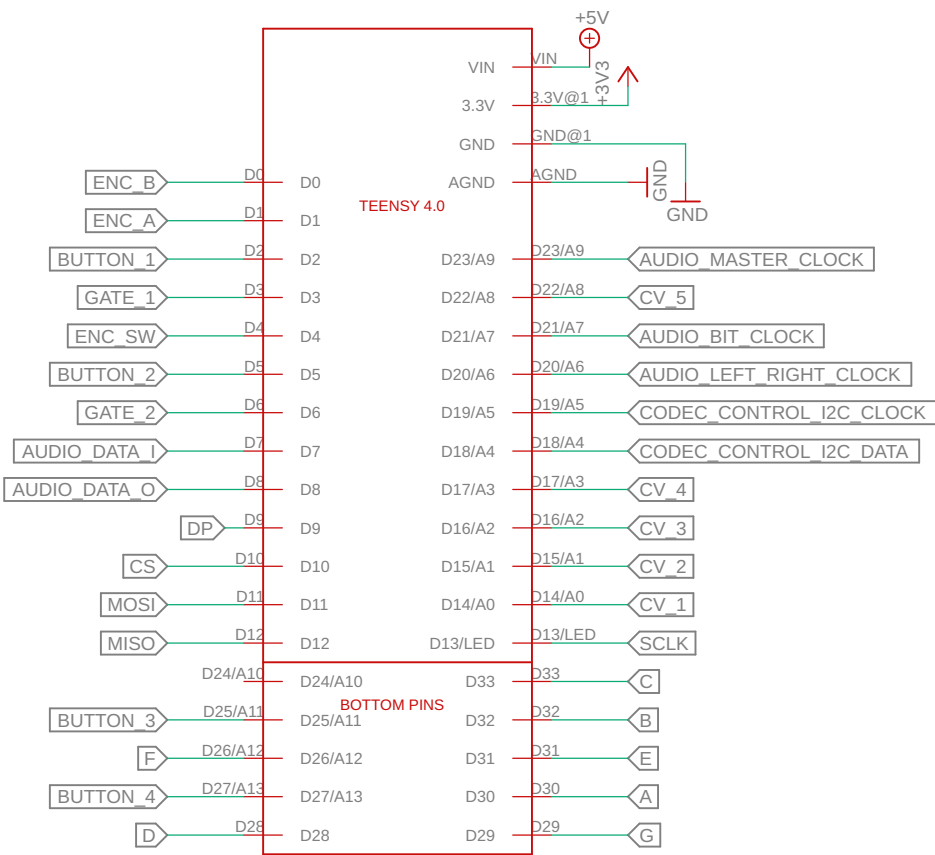 +5V
VIN VIN
+3V3
3.3V 3.3V@1
GND GND@1
ENC_B D0 D0 AGND AGND GND
TEENSY 4.0
GND
ENC_A D1 D1
BUTTON_1 D2 D2 D23/A9 D23/A9 AUDIO_MASTER_CLOCK
GATE_1 D3 D3 D22/A8 D22/A8 CV_5
ENC_SW D4 D4 D21/A7 D21/A7 AUDIO_BIT_CLOCK
BUTTON_2 D5 D5 D20/A6 D20/A6 AUDIO_LEFT_RIGHT_CLOCK
GATE_2 D6 D6 D19/A5 D19/A5 CODEC_CONTROL_I2C_CLOCK
AUDIO_DATA_I D7 D7 D18/A4 D18/A4 CODEC_CONTROL_I2C_DATA
AUDIO_DATA_O D8 D8 D17/A3 D17/A3 CV_4
DP D9 D9 D16/A2 D16/A2 CV_3
CS D10 D10 D15/A1 D15/A1 CV_2
MOSI D11 D11 D14/A0 D14/A0 CV_1
MISO D12 D12 D13/LED D13/LED SCLK
D24/A10 D24/A10 D33 D33 C
BOTTOM PINS
BUTTON_3 D25/A11 D25/A11 D32 D32 B
F D26/A12 D26/A12 D31 D31 E
BUTTON_4 D27/A13 D27/A13 D30 D30 A
D D28 D28 D29 D29 G